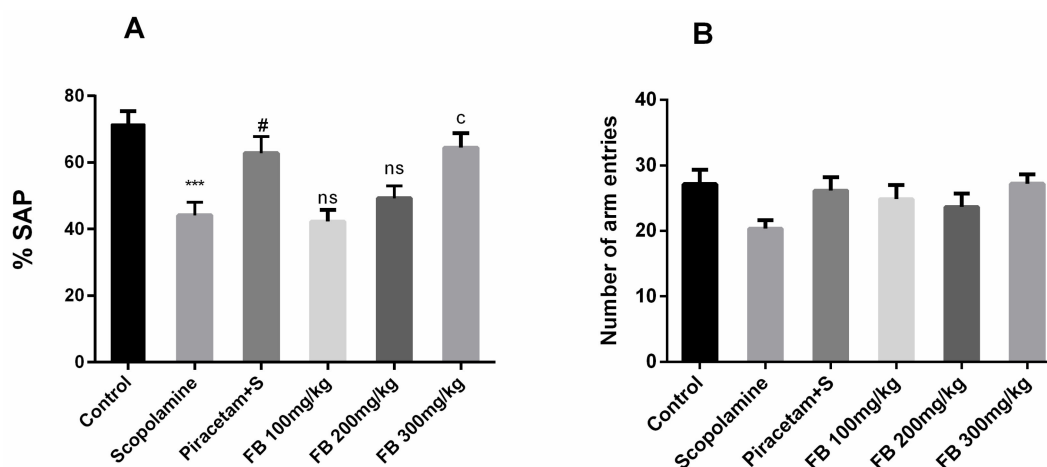 A
% SAP
80
60
40
20
0
***
#
ns
ns
c
Control
Scopolamine
Piracetam+S
FB 100mg/kg
FB 200mg/kg
FB 300mg/kg
B
Number of arm entries
40
30
20
10
0
Control
Scopolamine
Piracetam+S
FB 100mg/kg
FB 200mg/kg
FB 300mg/kg